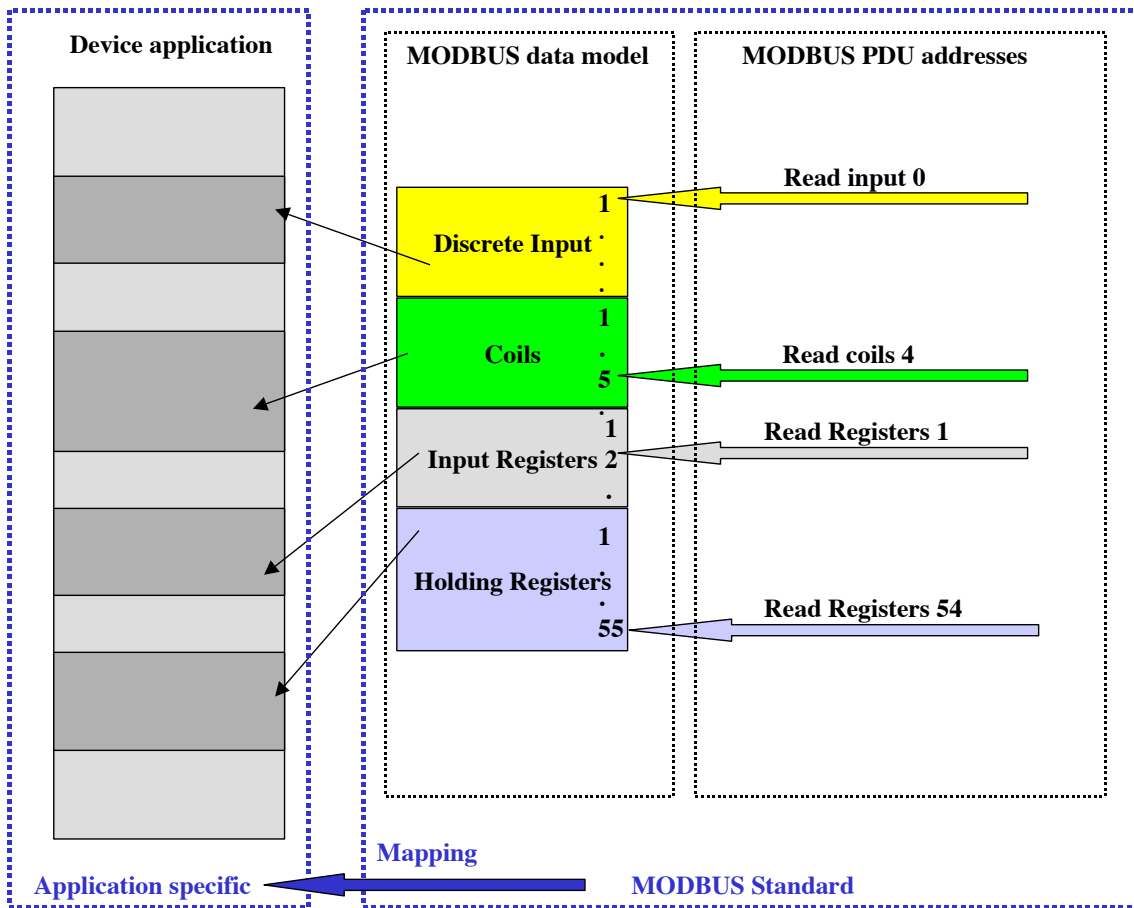 Device application
MODBUS data model
MODBUS PDU addresses
Read input 0
1
Discrete Input
.
.
.
1
Coils
.
5
.
Read coils 4
1
Input Registers 2
.
Read Registers 1
1
.
Holding Registers
.
55
Read Registers 54
Mapping
Application specific
MODBUS Standard